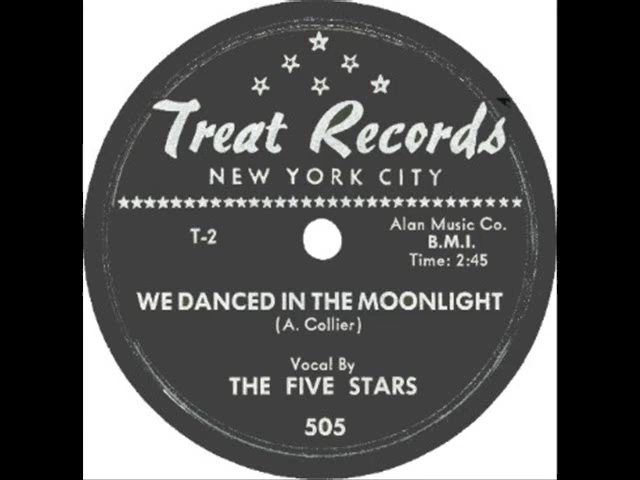 Treat Records
NEW YORK CITY
T-2
Alan Music Co.
B.M.I.
Time: 2:45
WE DANCED IN THE MOONLIGHT
(A. Collier)
Vocal By
THE FIVE STARS
505